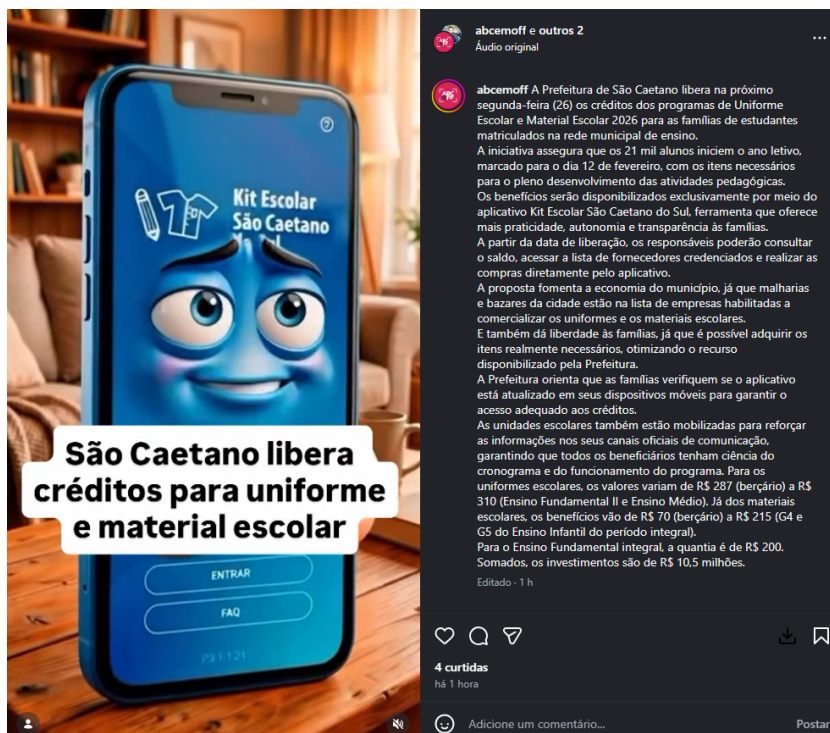 Kit Escolar
São Caetano
do Sul
São Caetano libera
créditos para uniforme
e material escolar
ENTRAR
FAQ
abcemoff e outros 2
Áudio original
abcemoff A Prefeitura de São Caetano libera na próximo
segunda-feira (26) os créditos dos programas de Uniforme
Escolar e Material Escolar 2026 para as famílias de estudantes
matriculados na rede municipal de ensino.
A iniciativa assegura que os 21 mil alunos iniciem o ano letivo,
marcado para o dia 12 de fevereiro, com os itens necessários
para o pleno desenvolvimento das atividades pedagógicas.
Os benefícios serão disponibilizados exclusivamente por meio do
aplicativo Kit Escolar São Caetano do Sul, ferramenta que oferece
mais praticidade, autonomia e transparência às famílias.
A partir da data de liberação, os responsáveis poderão consultar
o saldo, acessar a lista de fornecedores credenciados e realizar as
compras diretamente pelo aplicativo.
A proposta fomenta a economia do município, já que malharias
e bazares da cidade estão na lista de empresas habilitadas a
comercializar os uniformes e os materiais escolares.
E também dá liberdade às famílias, já que é possível adquirir os
itens realmente necessários, otimizando o recurso
disponibilizado pela Prefeitura.
A Prefeitura orienta que as famílias verifiquem se o aplicativo
está atualizado em seus dispositivos móveis para garantir o
acesso adequado aos créditos.
As unidades escolares também estão mobilizadas para reforçar
as informações nos seus canais oficiais de comunicação,
garantindo que todos os beneficiários tenham ciência do
cronograma e do funcionamento do programa. Para os
uniformes escolares, os valores variam de R$ 287 (berçário) a R$
310 (Ensino Fundamental II e Ensino Médio). Já dos materiais
escolares, os benefícios vão de R$ 70 (berçário) a R$ 215 (G4 e
G5 do Ensino Infantil do período integral).
Para o Ensino Fundamental integral, a quantia é de R$ 200.
Somados, os investimentos são de R$ 10,5 milhões.
Editado · 1 h
4 curtidas
há 1 hora
Adicione um comentário...
Postar